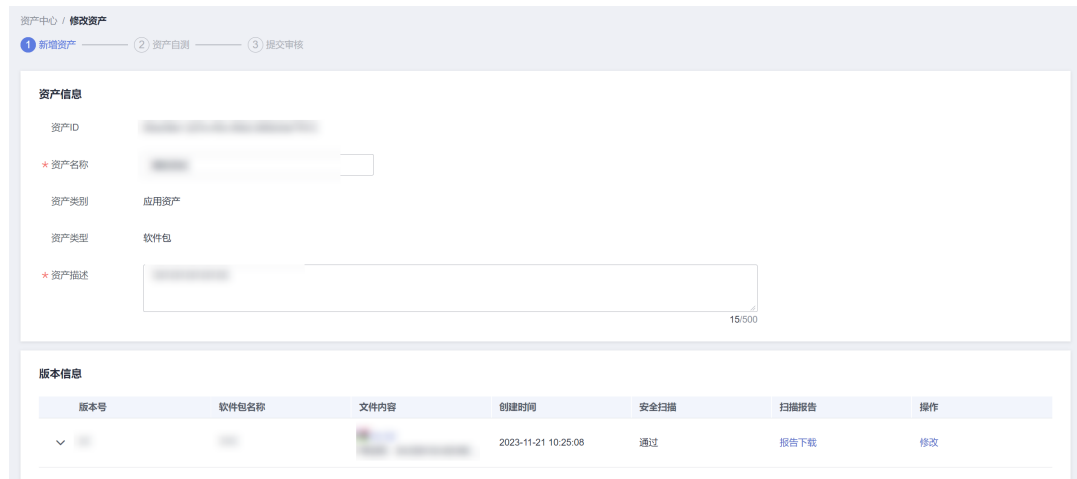 资产中心 / 修改资产
1 新增资产 2 资产自测 3 提交审核
资产信息
资产ID
* 资产名称
资产类别 应用资产
资产类型 软件包
* 资产描述
15/500
版本信息
版本号 软件包名称 文件内容 创建时间 安全扫描 扫描报告 操作
2023-11-21 10:25:08 通过 报告下载 修改